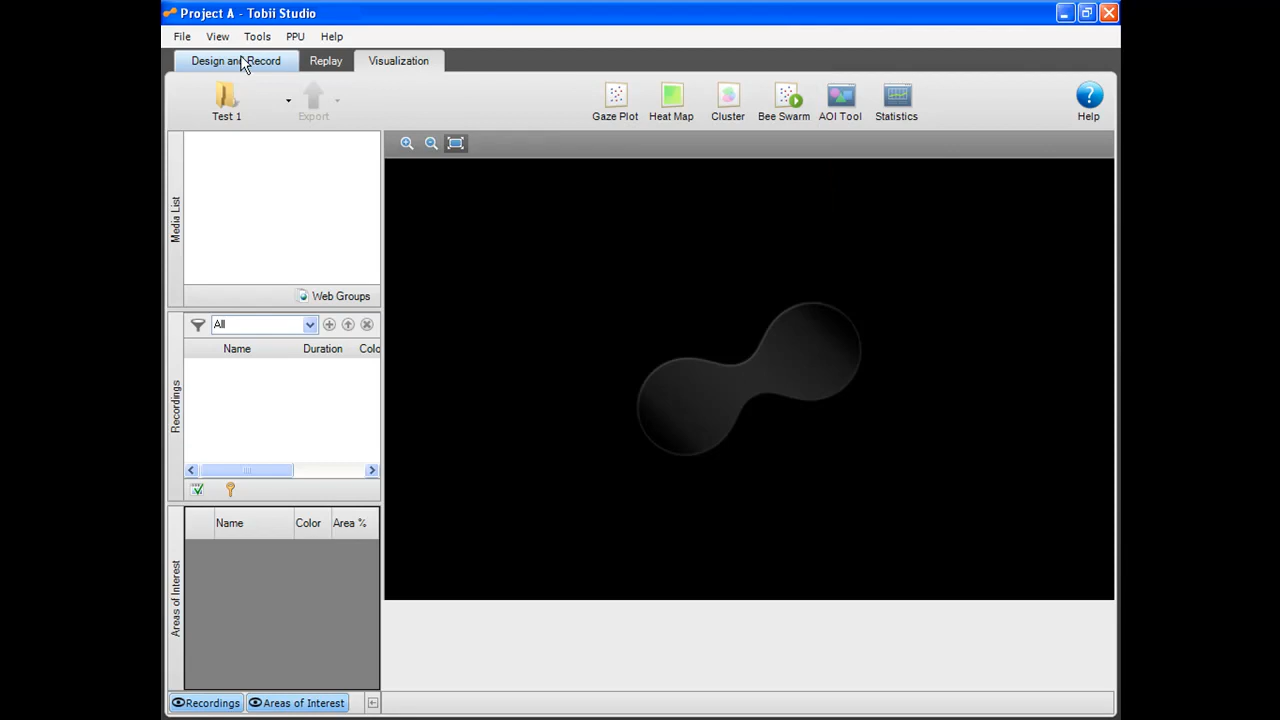 Project A - Tobii Studio
File View Tools PPU Help
Design and Record Replay Visualization
Test 1 Export Gaze Plot Heat Map Cluster Bee Swarm AOI Tool Statistics Help
Media List
Web Groups
Recordings
All
Name Duration Colo
Areas of Interest
Name Color Area %
Recordings Areas of Interest